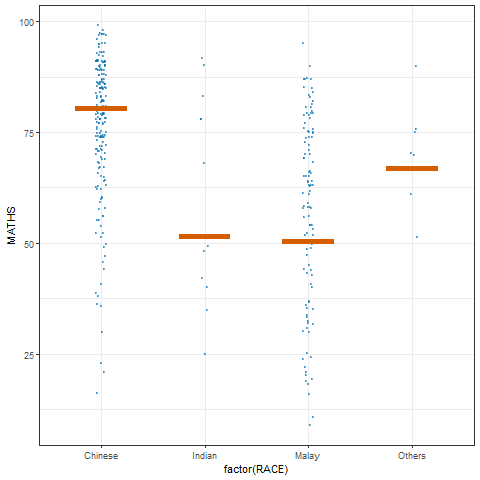 100
75
50
25
MATHS
Chinese
Indian
Malay
Others
factor(RACE)